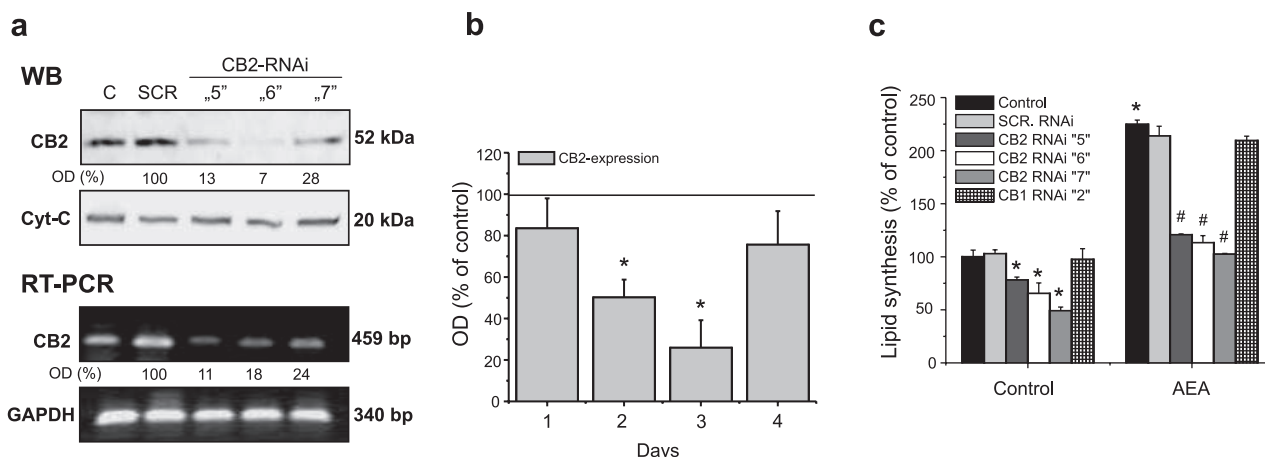 a
WB
CB2-RNAi
C SCR „5” „6” „7”
CB2 52 kDa
OD (%) 100 13 7 28
Cyt-C 20 kDa
RT-PCR
CB2 459 bp
OD (%) 100 11 18 24
GAPDH 340 bp
b
CB2-expression
OD (% of control)
120
100
80
60
40
20
0
* *
1 2 3 4
Days
c
Control
SCR. RNAi
CB2 RNAi "5"
CB2 RNAi "6"
CB2 RNAi "7"
CB1 RNAi "2"
Lipid synthesis (% of control)
250
200
150
100
50
0
* * * * # # #
Control AEA